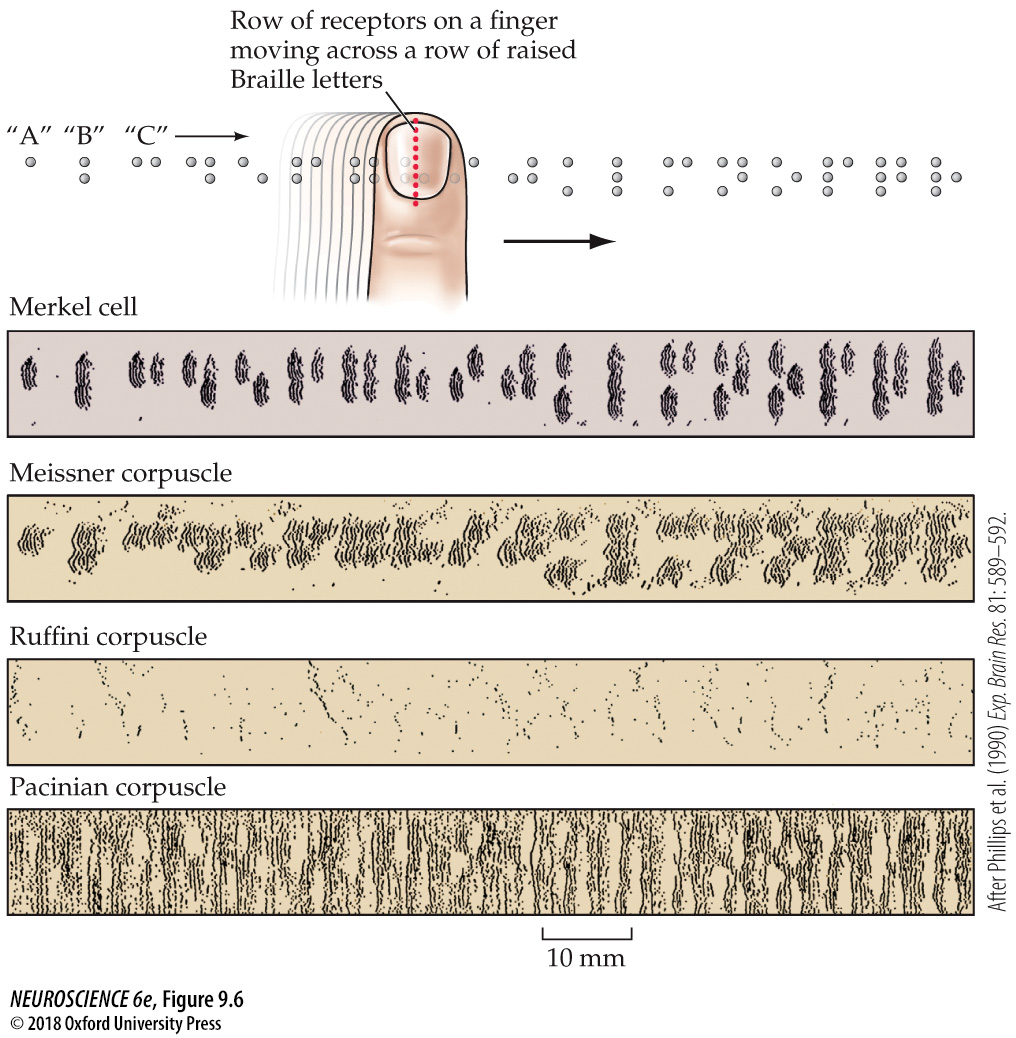 Row of receptors on a finger
moving across a row of raised
Braille letters
“A” “B” “C”
Merkel cell
Meissner corpuscle
Ruffini corpuscle
Pacinian corpuscle
10 mm
After Phillips et al. (1990) Exp. Brain Res. 81: 589–592.
NEUROSCIENCE 6e, Figure 9.6
© 2018 Oxford University Press